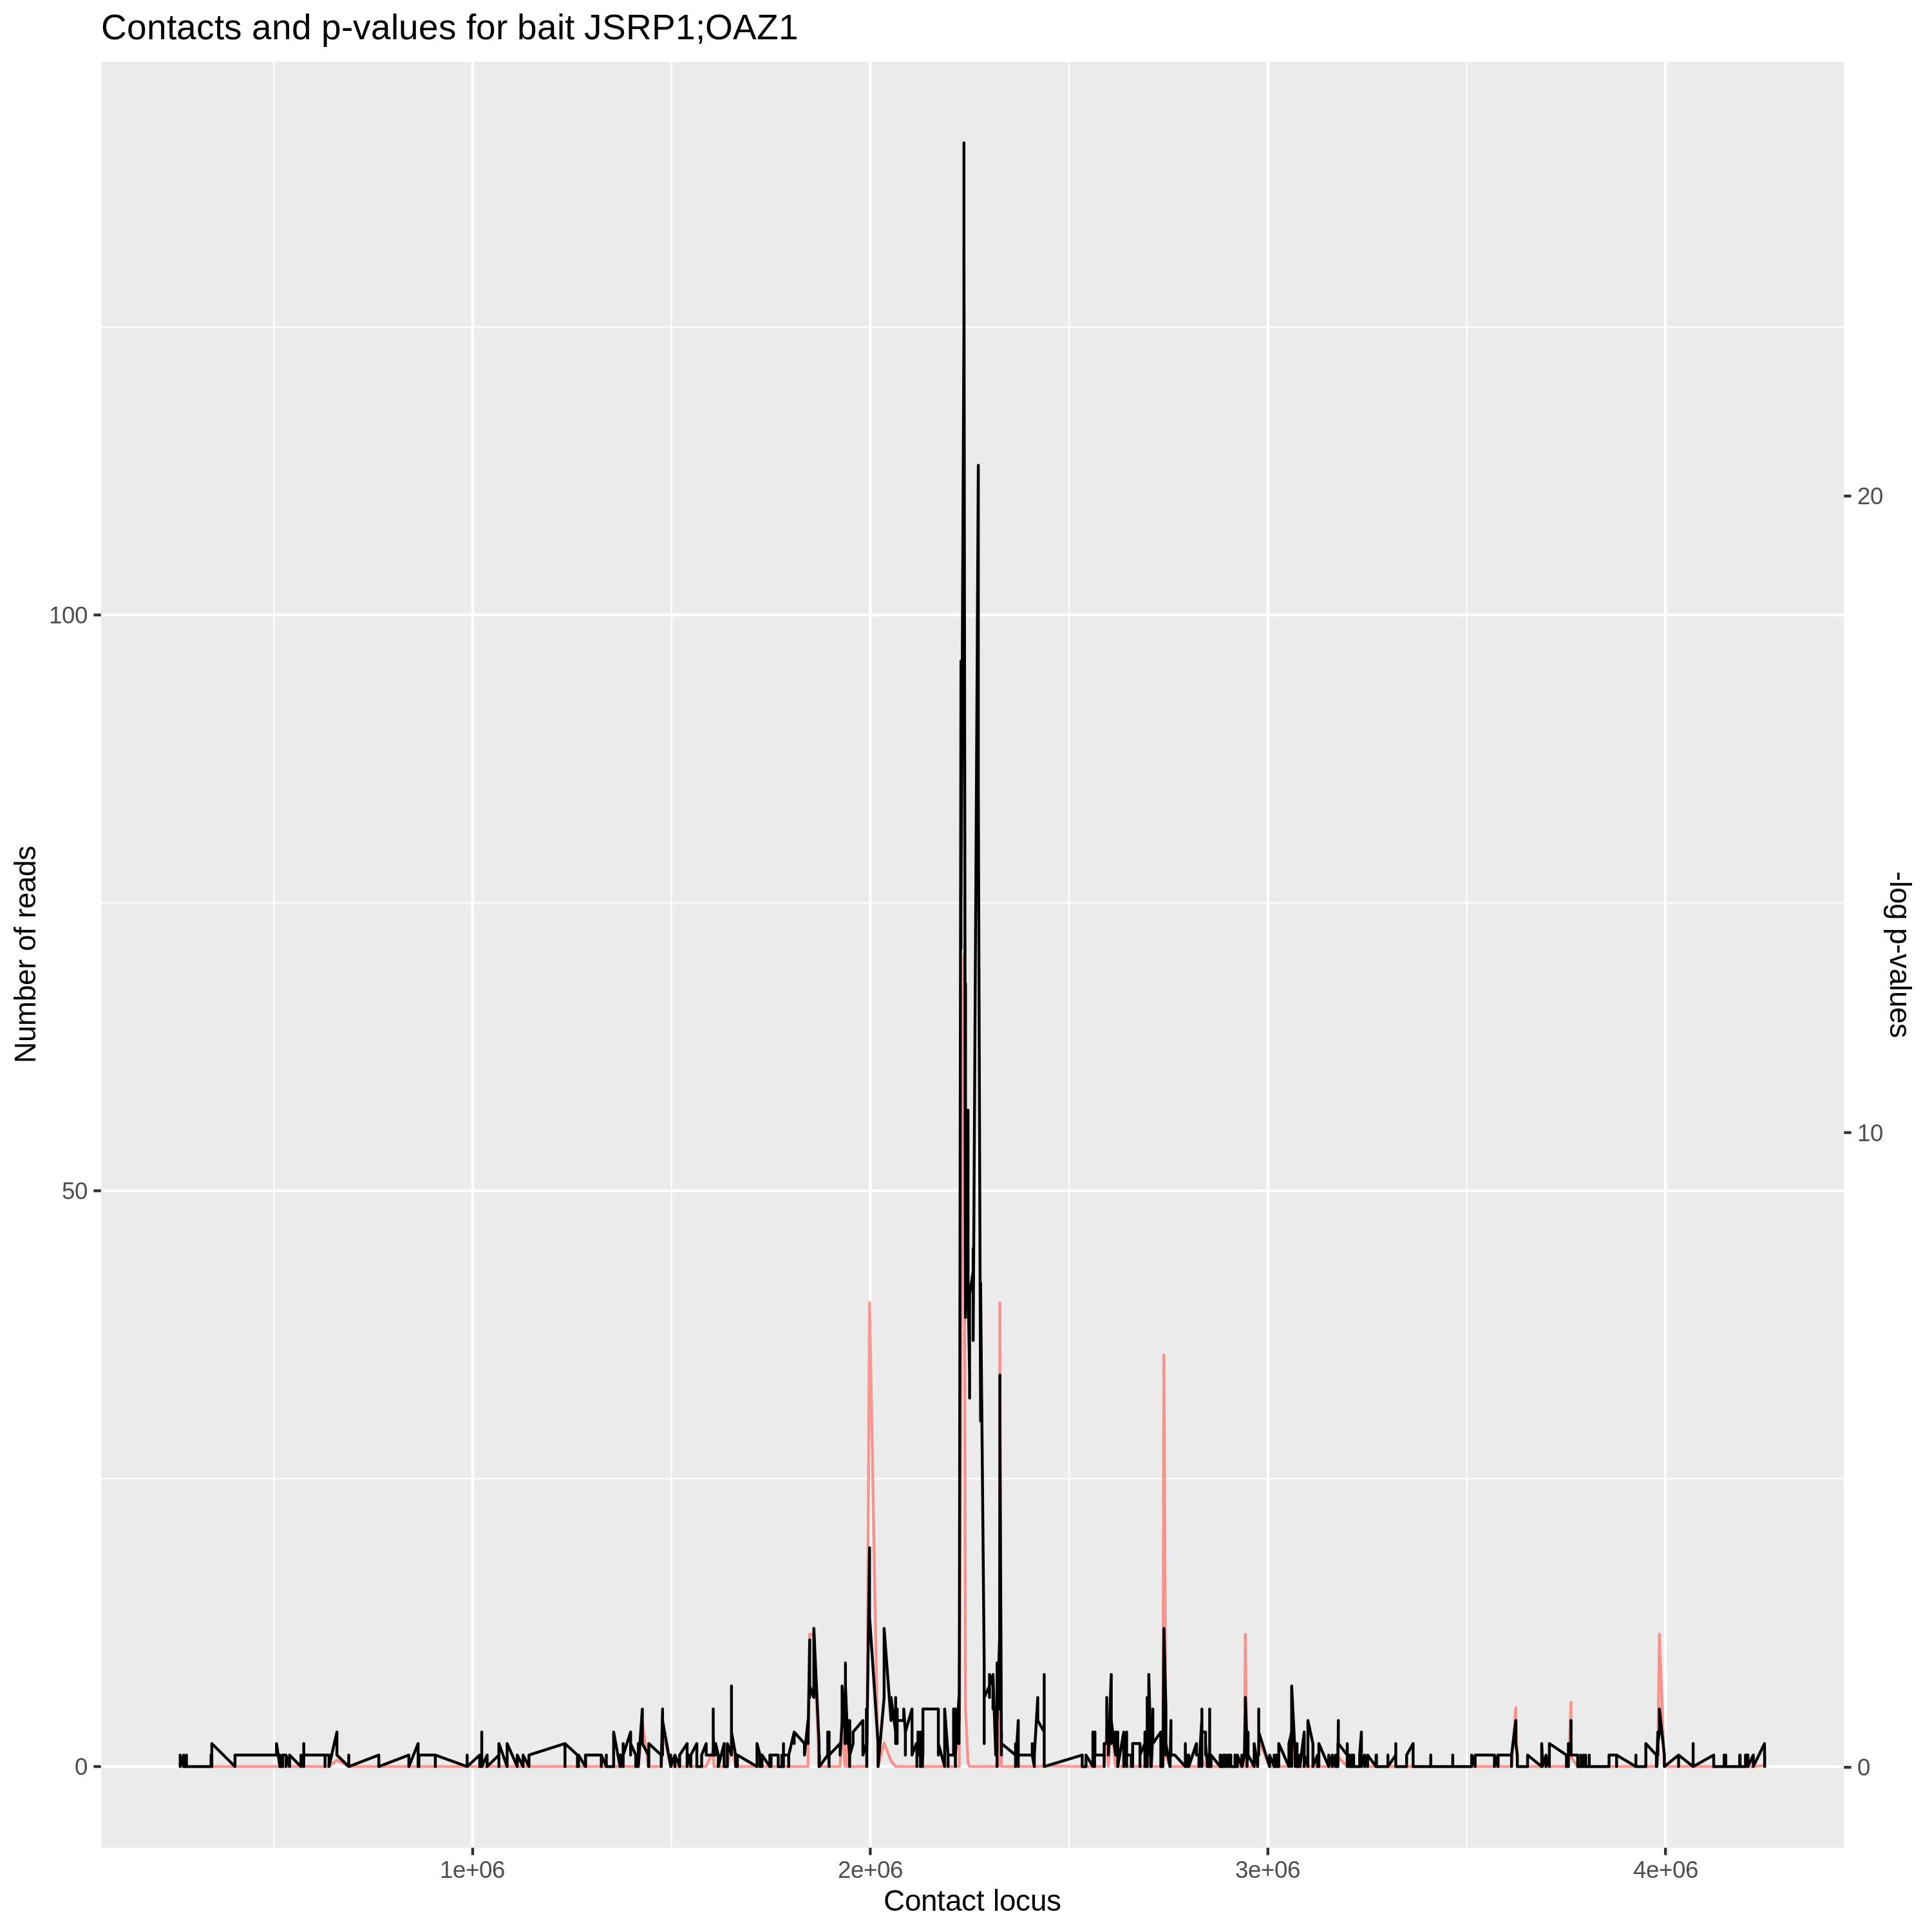 Contacts and p-values for bait JSRP1;OAZ1
Number of reads
100
50
0
20
10
0
-log p-values
1e+06
2e+06
3e+06
4e+06
Contact locus